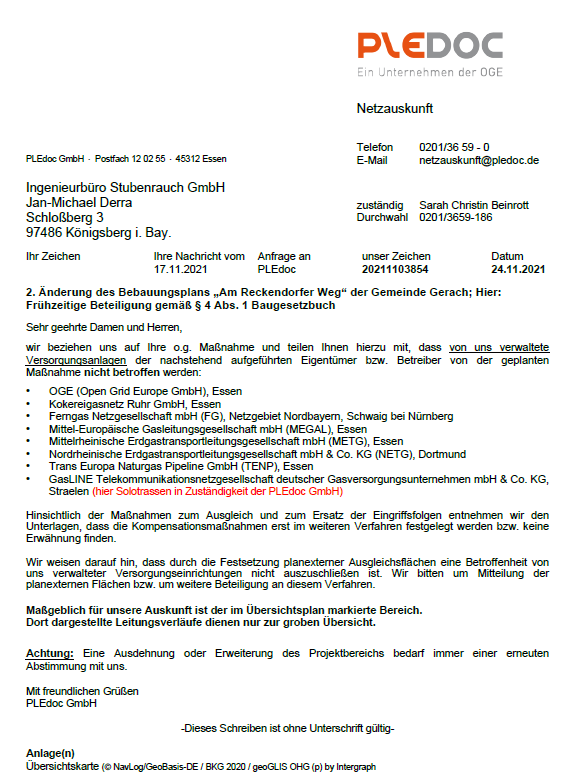 PLEDOC
Ein Unternehmen der OGE
Netzauskunft
Telefon 0201/36 59 - 0
E-Mail netzauskunft@pledoc.de
PLEdoc GmbH · Postfach 12 02 55 · 45312 Essen
Ingenieurbüro Stubenrauch GmbH
Jan-Michael Derra
Schloßberg 3
97486 Königsberg i. Bay.
zuständig Sarah Christin Beinrott
Durchwahl 0201/3659-186
Ihr Zeichen Ihre Nachricht vom Anfrage an unser Zeichen Datum
17.11.2021 PLEdoc 20211103854 24.11.2021
2. Änderung des Bebauungsplans „Am Reckendorfer Weg“ der Gemeinde Gerach; Hier:
Frühzeitige Beteiligung gemäß § 4 Abs. 1 Baugesetzbuch
Sehr geehrte Damen und Herren,
wir beziehen uns auf Ihre o.g. Maßnahme und teilen Ihnen hierzu mit, dass von uns verwaltete
Versorgungsanlagen der nachstehend aufgeführten Eigentümer bzw. Betreiber von der geplanten
Maßnahme nicht betroffen werden:
• OGE (Open Grid Europe GmbH), Essen
• Kokereigasnetz Ruhr GmbH, Essen
• Ferngas Netzgesellschaft mbH (FG), Netzgebiet Nordbayern, Schwaig bei Nürnberg
• Mittel-Europäische Gasleitungsgesellschaft mbH (MEGAL), Essen
• Mittelrheinische Erdgastransportleitungsgesellschaft mbH (METG), Essen
• Nordrheinische Erdgastransportleitungsgesellschaft mbH & Co. KG (NETG), Dortmund
• Trans Europa Naturgas Pipeline GmbH (TENP), Essen
• GasLINE Telekommunikationsnetzgesellschaft deutscher Gasversorgungsunternehmen mbH & Co. KG,
Straelen (hier Solotrassen in Zuständigkeit der PLEdoc GmbH)
Hinsichtlich der Maßnahmen zum Ausgleich und zum Ersatz der Eingriffsfolgen entnehmen wir den
Unterlagen, dass die Kompensationsmaßnahmen erst im weiteren Verfahren festgelegt werden bzw. keine
Erwähnung finden.
Wir weisen darauf hin, dass durch die Festsetzung planexterner Ausgleichsflächen eine Betroffenheit von
uns verwalteter Versorgungseinrichtungen nicht auszuschließen ist. Wir bitten um Mitteilung der
planexternen Flächen bzw. um weitere Beteiligung an diesem Verfahren.
Maßgeblich für unsere Auskunft ist der im Übersichtsplan markierte Bereich.
Dort dargestellte Leitungsverläufe dienen nur zur groben Übersicht.
Achtung: Eine Ausdehnung oder Erweiterung des Projektbereichs bedarf immer einer erneuten
Abstimmung mit uns.
Mit freundlichen Grüßen
PLEdoc GmbH
-Dieses Schreiben ist ohne Unterschrift gültig-
Anlage(n)
Übersichtskarte (© NavLog/GeoBasis-DE / BKG 2020 / geoGLIS OHG (p) by Intergraph